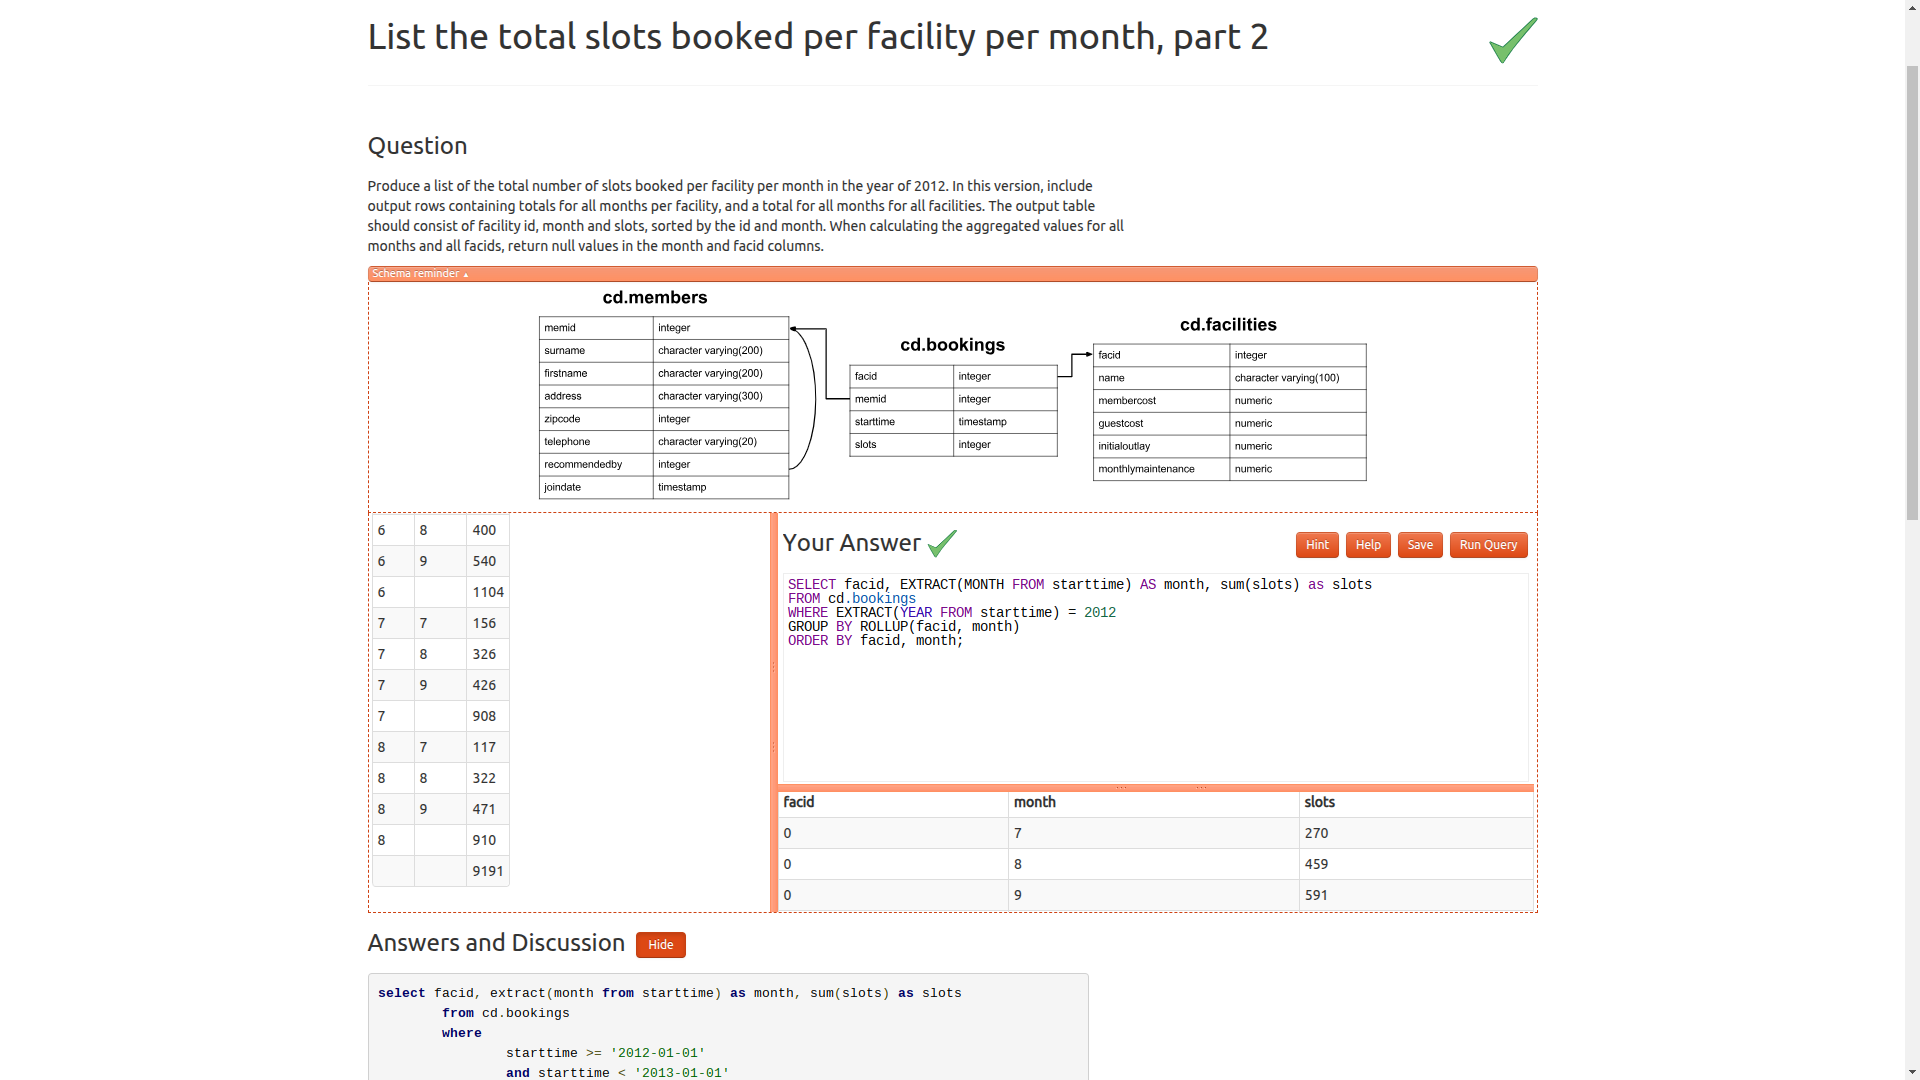 List the total slots booked per facility per month, part 2
Question
Produce a list of the total number of slots booked per facility per month in the year of 2012. In this version, include
output rows containing totals for all months per facility, and a total for all months for all facilities. The output table
should consist of facility id, month and slots, sorted by the id and month. When calculating the aggregated values for all
months and all facids, return null values in the month and facid columns.
Schema reminder ▴
cd.members
memid integer
surname character varying(200)
firstname character varying(200)
address character varying(300)
zipcode integer
telephone character varying(20)
recommendedby integer
joindate timestamp
cd.bookings
facid integer
memid integer
starttime timestamp
slots integer
cd.facilities
facid integer
name character varying(100)
membercost numeric
guestcost numeric
initialoutlay numeric
monthlymaintenance numeric
6 8 400
6 9 540
6 1104
7 7 156
7 8 326
7 9 426
7 908
8 7 117
8 8 322
8 9 471
8 910
9191
Your Answer
Hint Help Save Run Query
SELECT facid, EXTRACT(MONTH FROM starttime) AS month, sum(slots) as slots
FROM cd.bookings
WHERE EXTRACT(YEAR FROM starttime) = 2012
GROUP BY ROLLUP(facid, month)
ORDER BY facid, month;
facid month slots
0 7 270
0 8 459
0 9 591
Answers and Discussion Hide
select facid, extract(month from starttime) as month, sum(slots) as slots
from cd.bookings
where
starttime >= '2012-01-01'
and starttime < '2013-01-01'